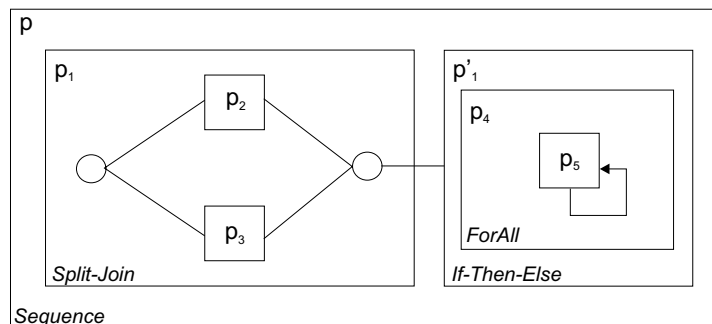 p
p₁
p₂
p₃
Split-Join
p'₁
p₄
p₅
ForAll
If-Then-Else
Sequence